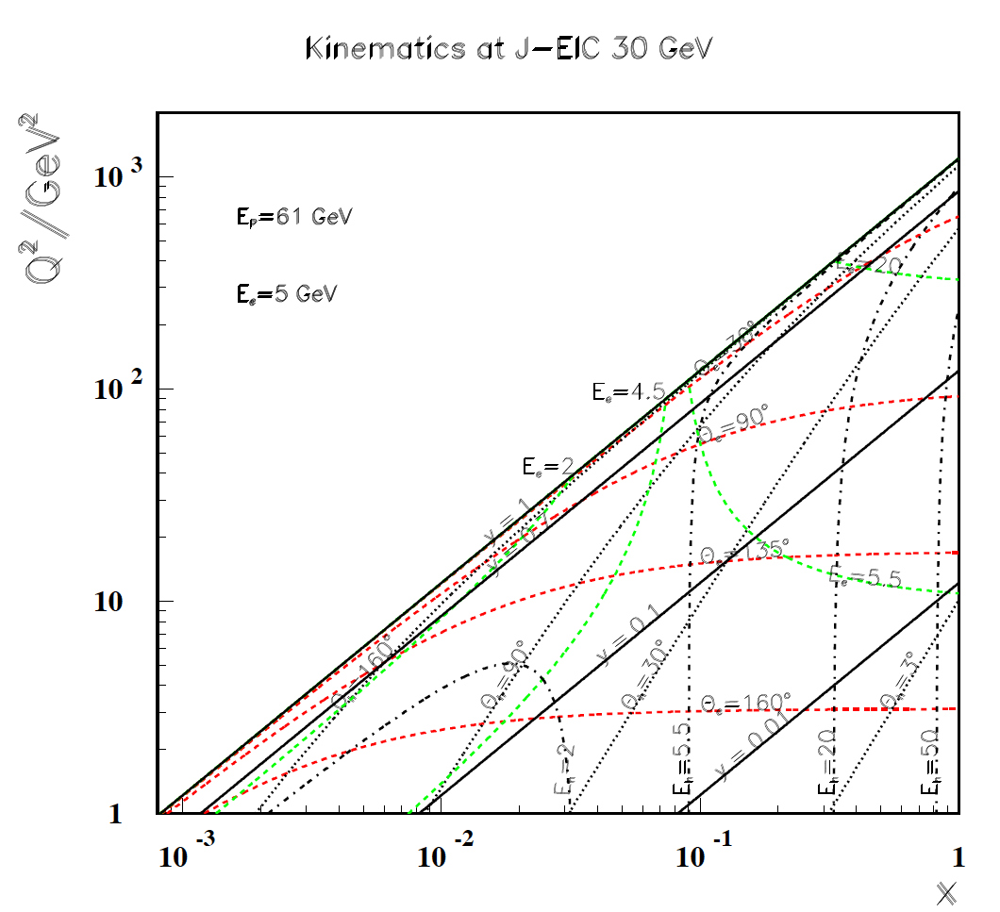 Kinematics at J-EIC 30 GeV
Q²/GeV²
10³
E_p=61 GeV
E_e=5 GeV
E_e=20
Θ_e=38°
10²
E_e=4.5
Θ_e=90°
E_e=2
y = 1
Θ_e=135°
E_e=5.5
10
y = 0.1
Θ_h=160°
Θ_h=90°
Θ_h=30°
Θ_h=3°
Θ_e=160°
y = 0.01
E_h=2
E_h=5.5
E_h=20
E_h=50
1
10⁻³
10⁻²
10⁻¹
1
X